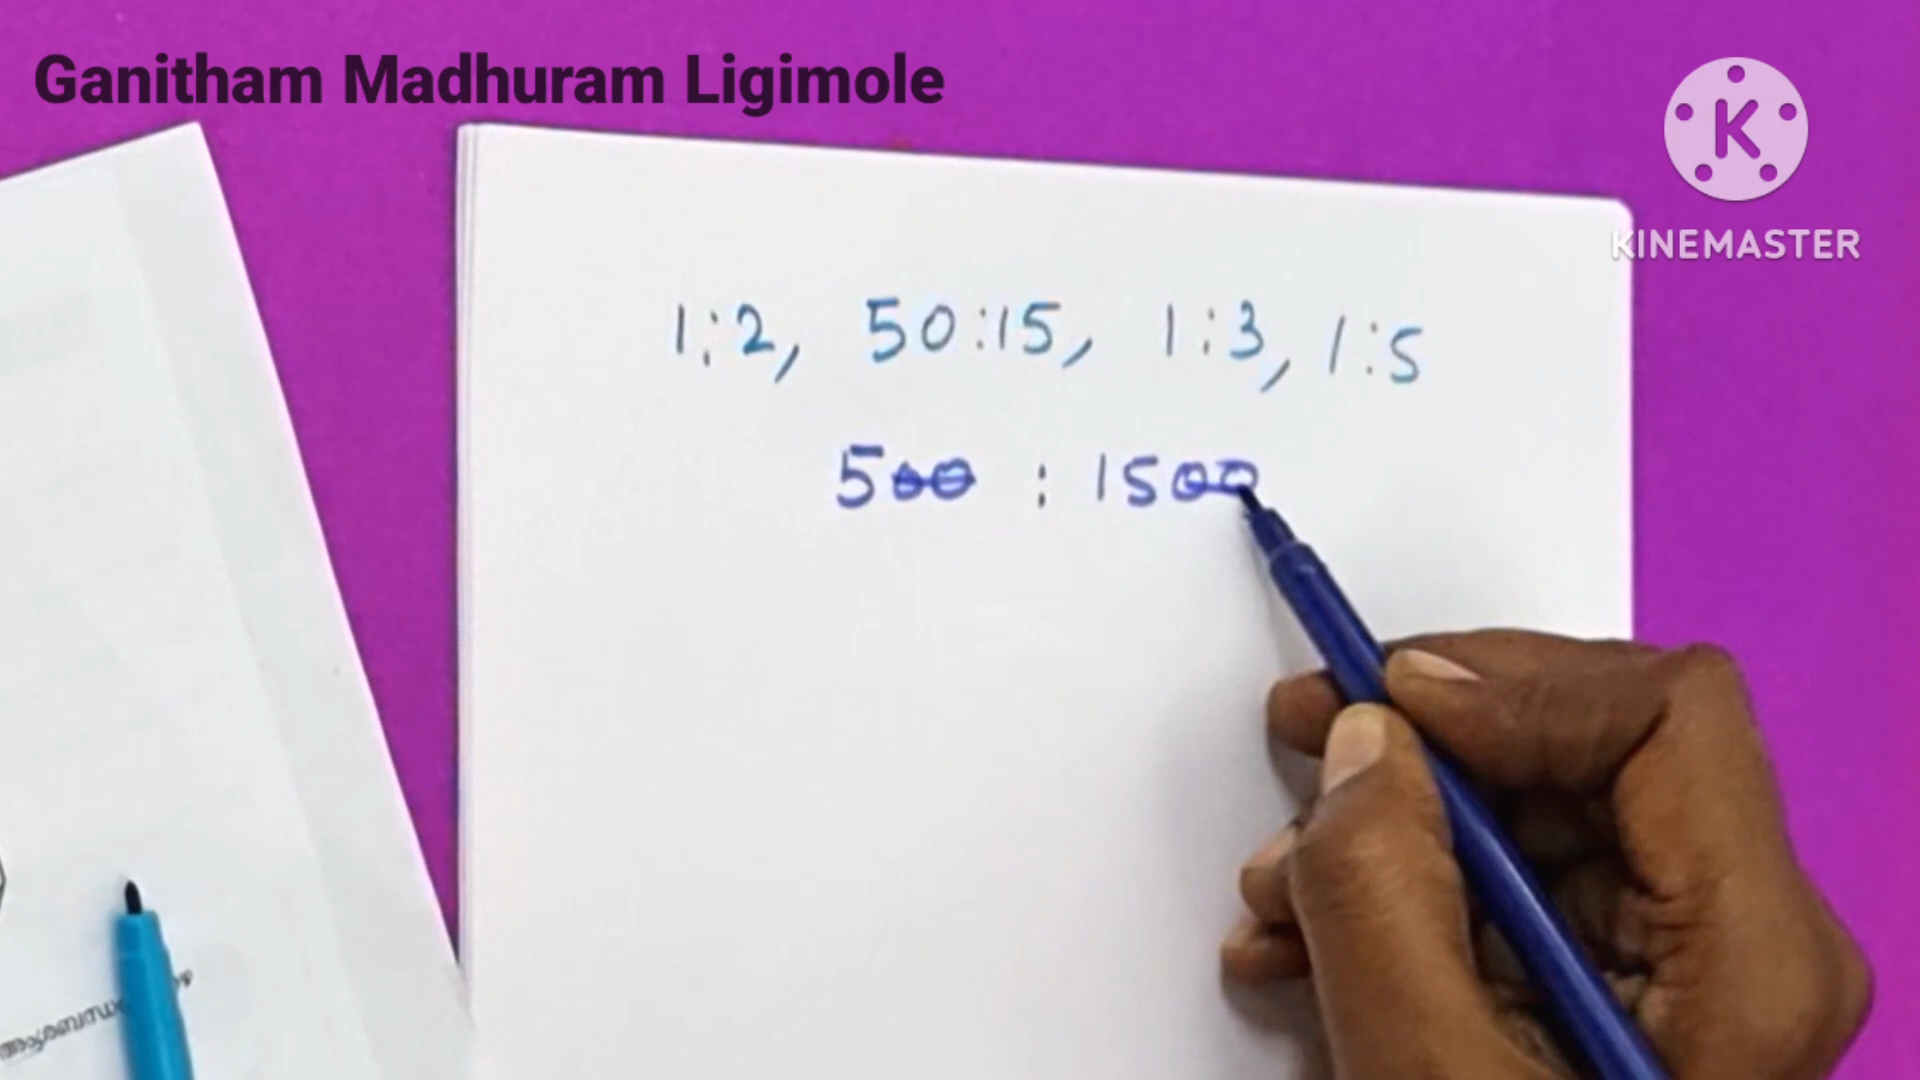 Ganitham Madhuram Ligimole
K
KINEMASTER
1:2, 50:15, 1:3, 1:5
500 : 1500